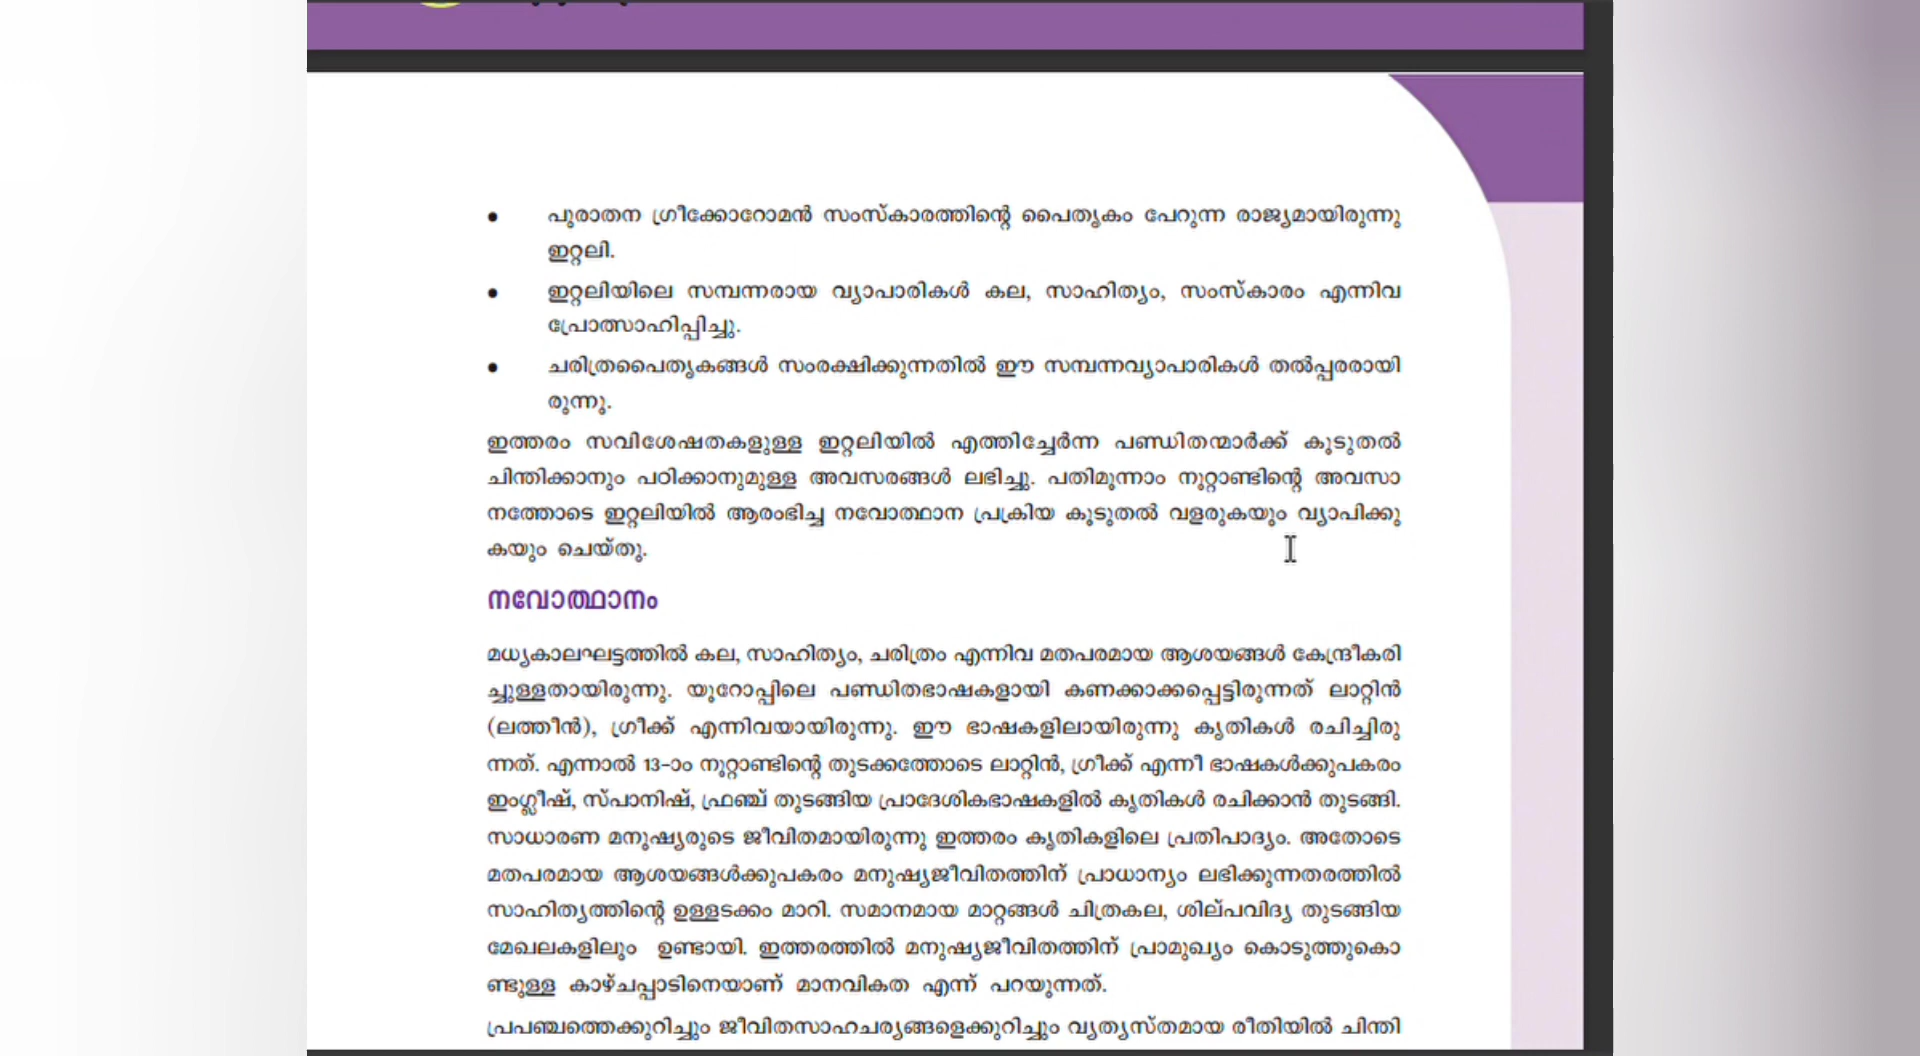 ● പുരാതന ഗ്രീക്കോറോമൻ സംസ്കാരത്തിന്റെ പൈതൃകം പേറുന്ന രാജ്യമായിരുന്നു
ഇറ്റലി.
● ഇറ്റലിയിലെ സമ്പന്നരായ വ്യാപാരികൾ കല, സാഹിത്യം, സംസ്കാരം എന്നിവ
പ്രോത്സാഹിപ്പിച്ചു.
● ചരിത്രപൈതൃകങ്ങൾ സംരക്ഷിക്കുന്നതിൽ ഈ സമ്പന്നവ്യാപാരികൾ തൽപ്പരരായി
രുന്നു.
ഇത്തരം സവിശേഷതകളുള്ള ഇറ്റലിയിൽ എത്തിച്ചേർന്ന പണ്ഡിതന്മാർക്ക് കൂടുതൽ
ചിന്തിക്കാനും പഠിക്കാനുമുള്ള അവസരങ്ങൾ ലഭിച്ചു. പതിമൂന്നാം നൂറ്റാണ്ടിന്റെ അവസാ
നത്തോടെ ഇറ്റലിയിൽ ആരംഭിച്ച നവോത്ഥാന പ്രക്രിയ കൂടുതൽ വളരുകയും വ്യാപിക്കു
കയും ചെയ്തു.
നവോത്ഥാനം
മധ്യകാലഘട്ടത്തിൽ കല, സാഹിത്യം, ചരിത്രം എന്നിവ മതപരമായ ആശയങ്ങൾ കേന്ദ്രീകരി
ച്ചുള്ളതായിരുന്നു. യൂറോപ്പിലെ പണ്ഡിതഭാഷകളായി കണക്കാക്കപ്പെട്ടിരുന്നത് ലാറ്റിൻ
(ലത്തീൻ), ഗ്രീക്ക് എന്നിവയായിരുന്നു. ഈ ഭാഷകളിലായിരുന്നു കൃതികൾ രചിച്ചിരു
ന്നത്. എന്നാൽ 13-ാം നൂറ്റാണ്ടിന്റെ തുടക്കത്തോടെ ലാറ്റിൻ, ഗ്രീക്ക് എന്നീ ഭാഷകൾക്കുപകരം
ഇംഗ്ലീഷ്, സ്പാനിഷ്, ഫ്രഞ്ച് തുടങ്ങിയ പ്രാദേശികഭാഷകളിൽ കൃതികൾ രചിക്കാൻ തുടങ്ങി.
സാധാരണ മനുഷ്യരുടെ ജീവിതമായിരുന്നു ഇത്തരം കൃതികളിലെ പ്രതിപാദ്യം. അതോടെ
മതപരമായ ആശയങ്ങൾക്കുപകരം മനുഷ്യജീവിതത്തിന് പ്രാധാന്യം ലഭിക്കുന്നതരത്തിൽ
സാഹിത്യത്തിന്റെ ഉള്ളടക്കം മാറി. സമാനമായ മാറ്റങ്ങൾ ചിത്രകല, ശില്പവിദ്യ തുടങ്ങിയ
മേഖലകളിലും ഉണ്ടായി. ഇത്തരത്തിൽ മനുഷ്യജീവിതത്തിന് പ്രാമുഖ്യം കൊടുത്തുകൊ
ണ്ടുള്ള കാഴ്ചപ്പാടിനെയാണ് മാനവികത എന്ന് പറയുന്നത്.
പ്രപഞ്ചത്തെക്കുറിച്ചും ജീവിതസാഹചര്യങ്ങളെക്കുറിച്ചും വ്യത്യസ്തമായ രീതിയിൽ ചിന്തി